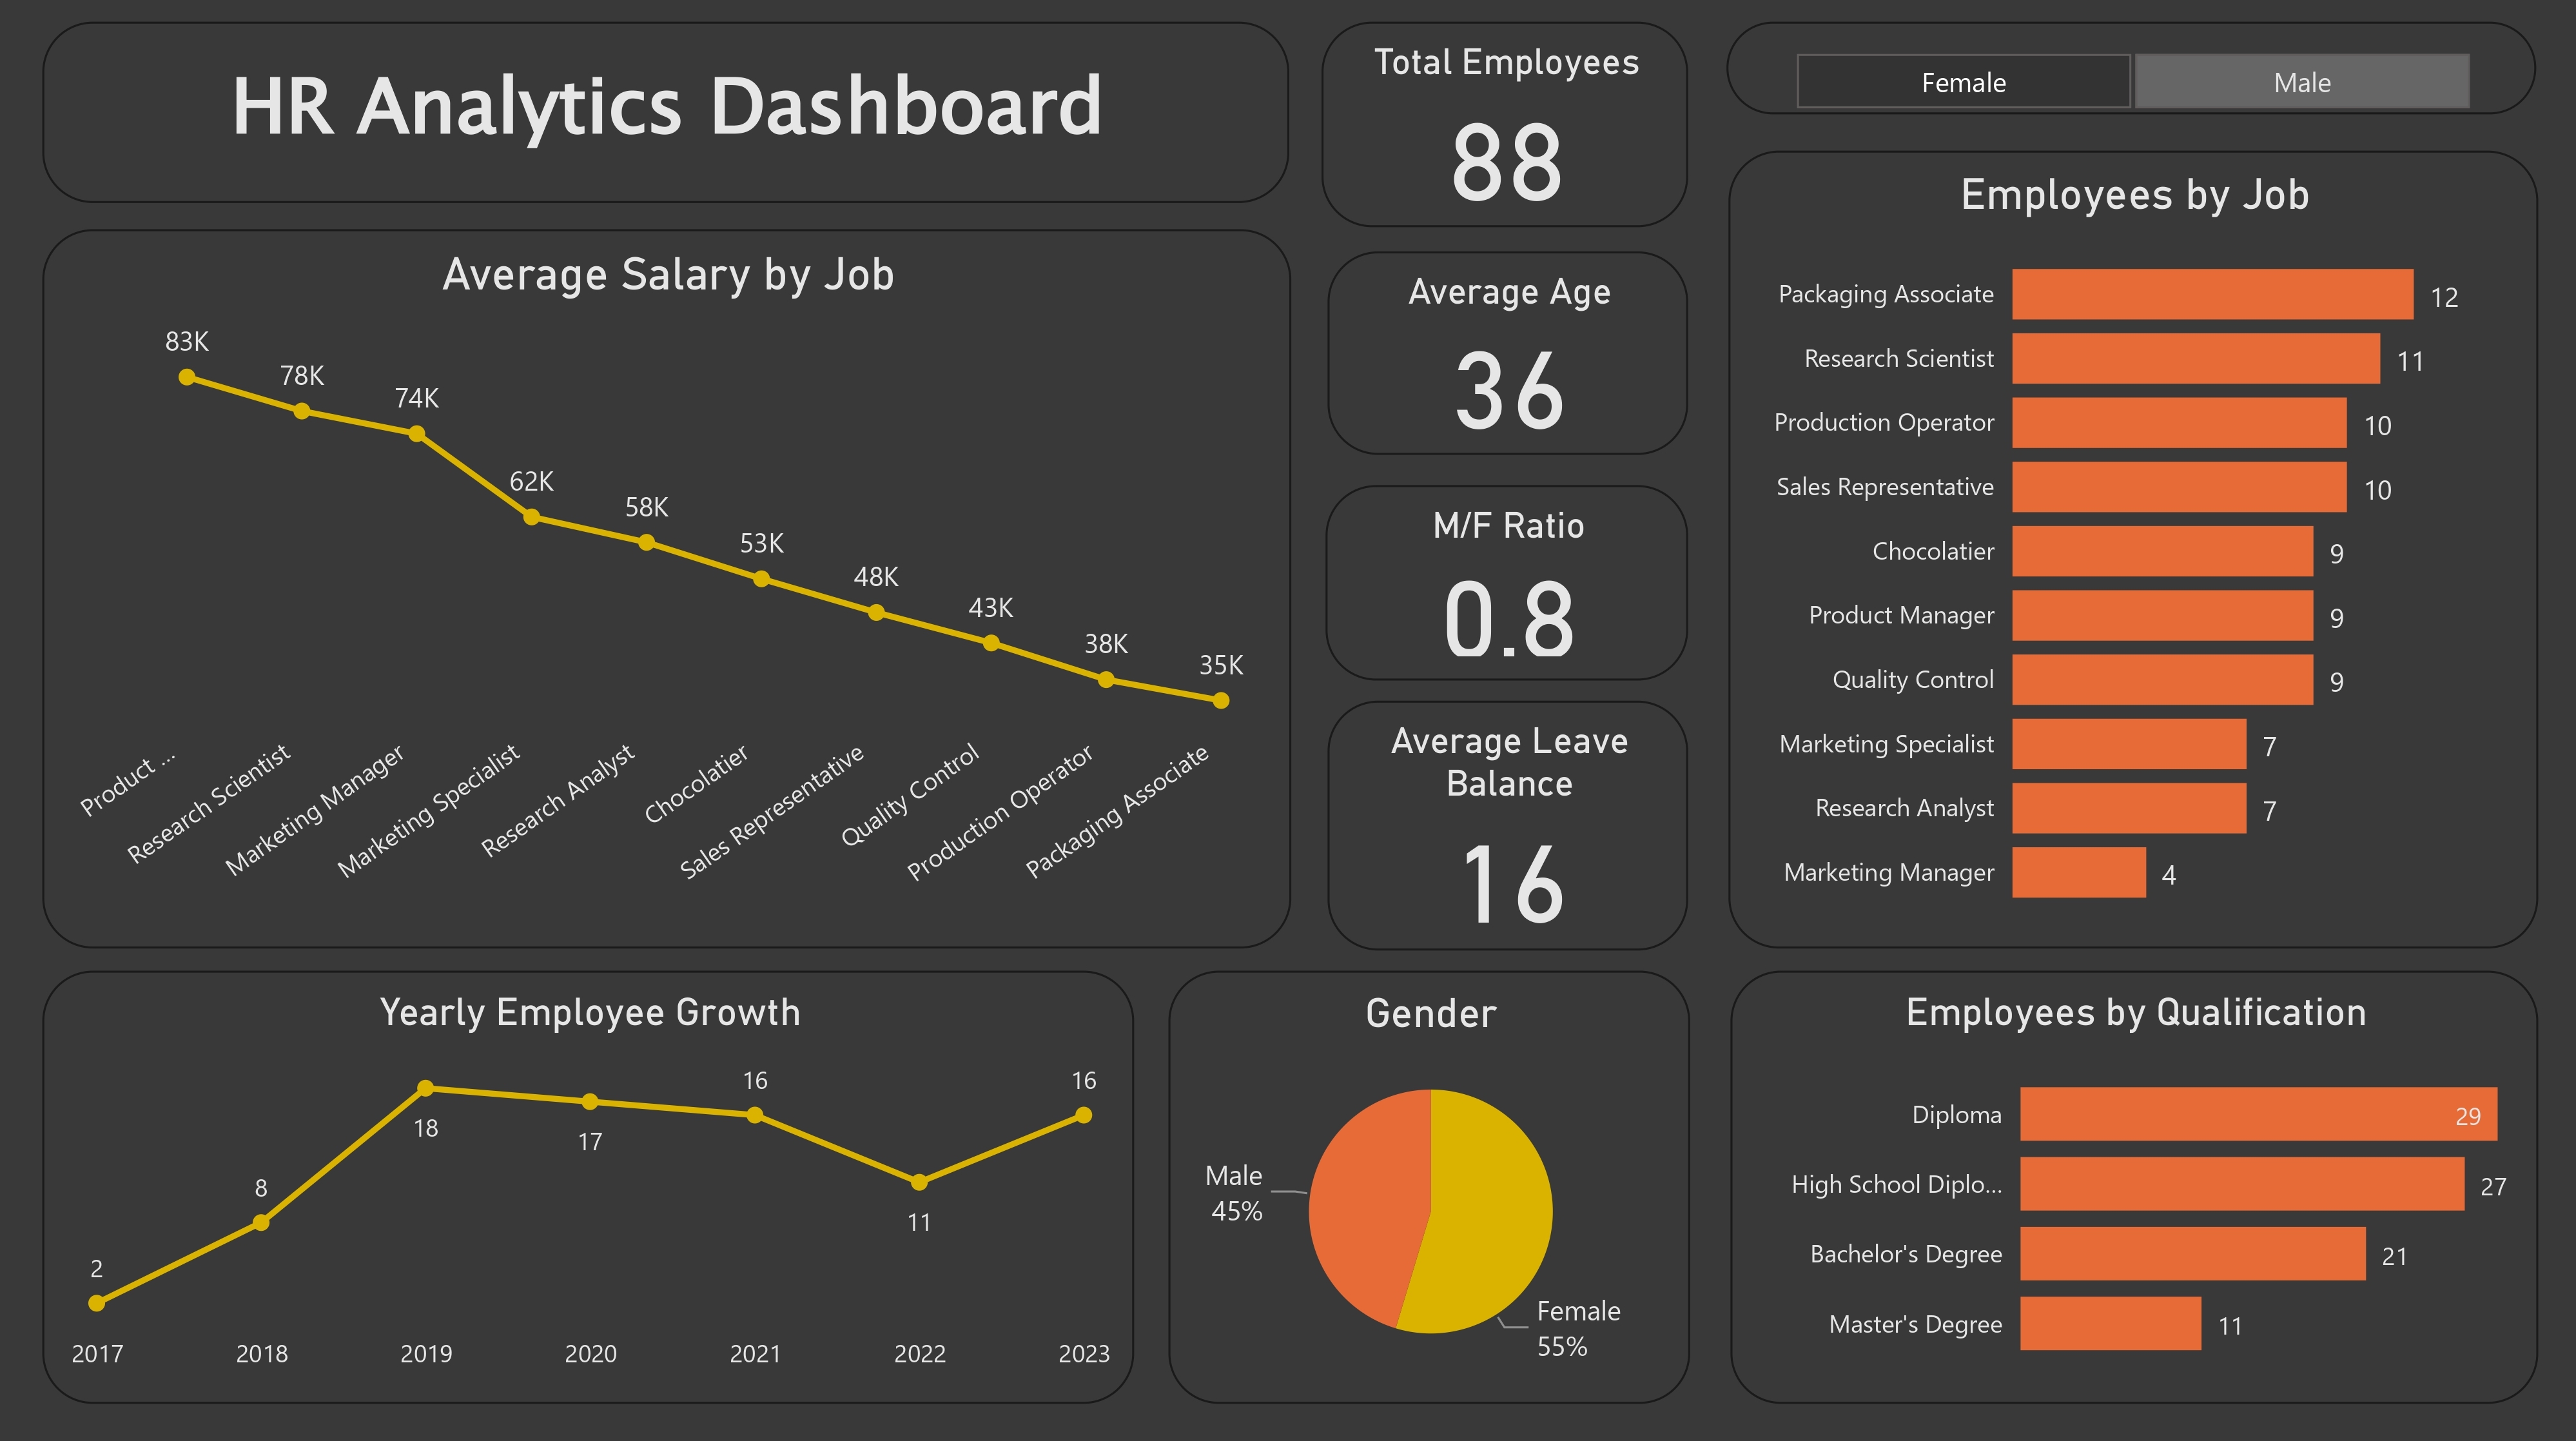 HR Analytics Dashboard
Total Employees
88
Female
Male
Average Salary by Job
83K
78K
74K
62K
58K
53K
48K
43K
38K
35K
Product ...
Research Scientist
Marketing Manager
Marketing Specialist
Research Analyst
Chocolatier
Sales Representative
Quality Control
Production Operator
Packaging Associate
Average Age
36
M/F Ratio
0.8
Average Leave
Balance
16
Employees by Job
Packaging Associate 12
Research Scientist 11
Production Operator 10
Sales Representative 10
Chocolatier 9
Product Manager 9
Quality Control 9
Marketing Specialist 7
Research Analyst 7
Marketing Manager 4
Yearly Employee Growth
2
8
18
17
16
11
16
2017 2018 2019 2020 2021 2022 2023
Gender
Male
45%
Female
55%
Employees by Qualification
Diploma 29
High School Diplo... 27
Bachelor's Degree 21
Master's Degree 11